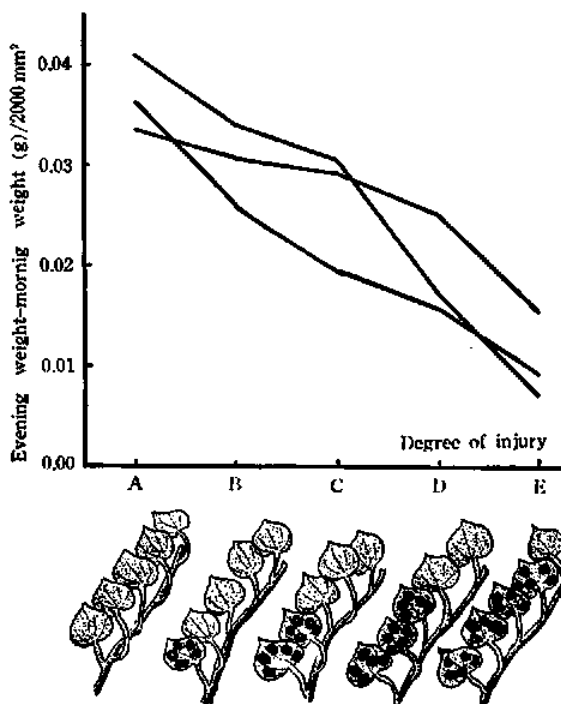 Evening weight-mornig weight (g)/2000 mm²
0.04
0.03
0.02
0.01
0.00
Degree of injury
A B C D E